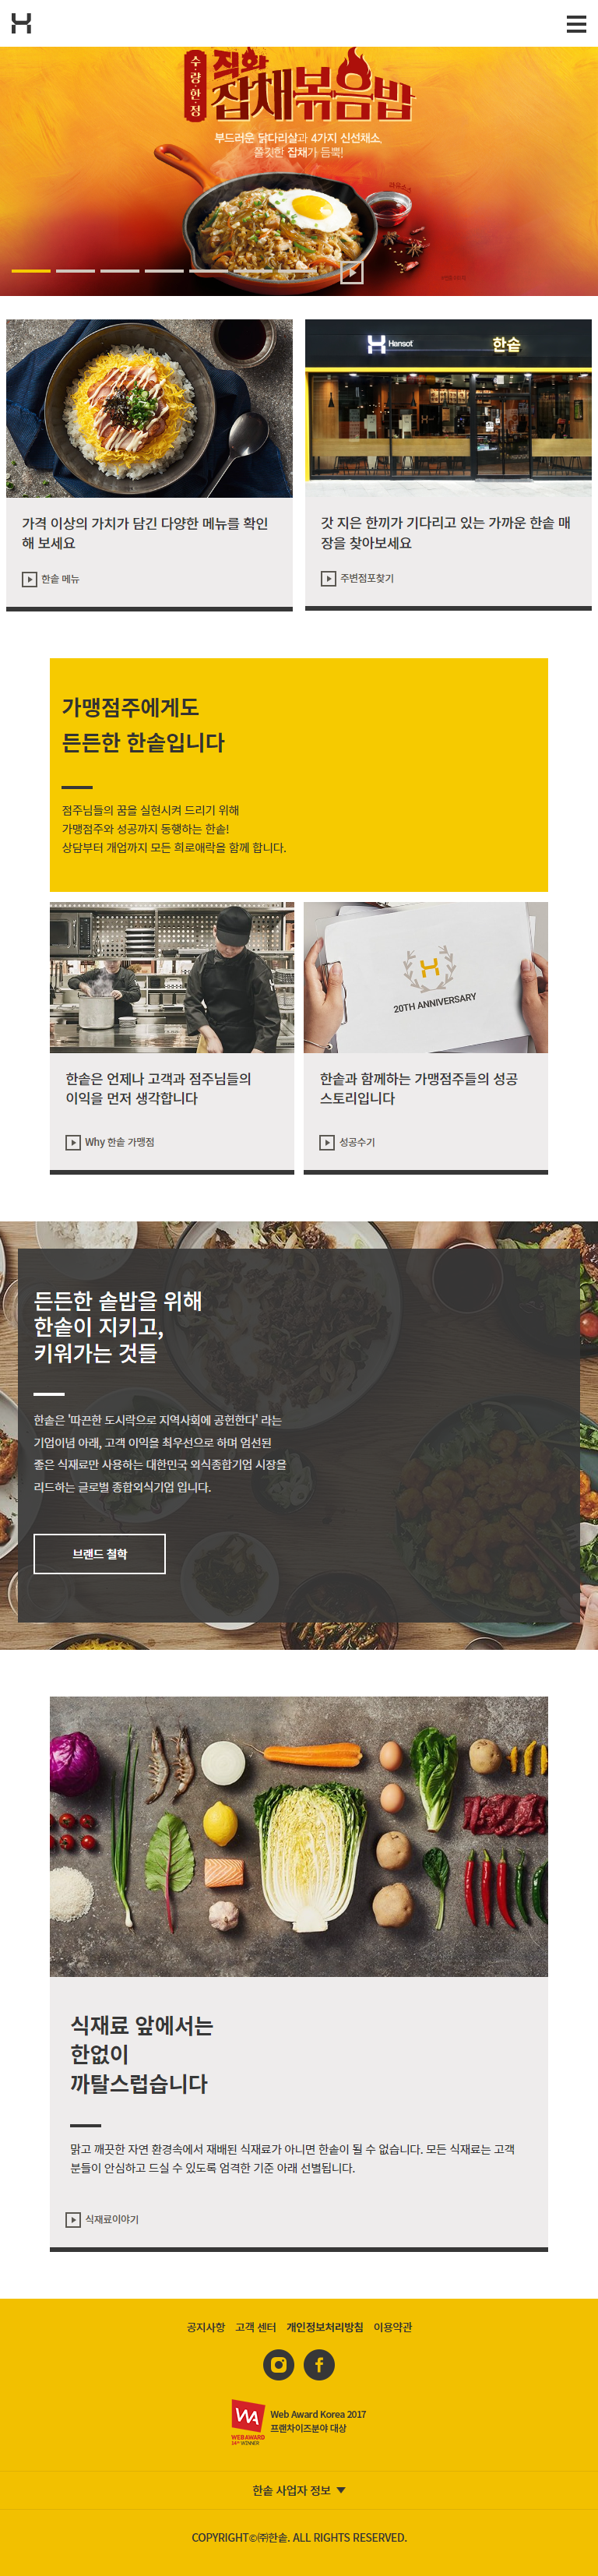 수·량·한·정
직화
잡채볶음밥
부드러운 닭다리살과 4가지 신선채소,
쫄깃한 잡채가 듬뿍!
Hansot
한솥
가격 이상의 가치가 담긴 다양한 메뉴를 확인
해 보세요
한솥 메뉴
갓 지은 한끼가 기다리고 있는 가까운 한솥 매
장을 찾아보세요
주변점포찾기
가맹점주에게도
든든한 한솥입니다
점주님들의 꿈을 실현시켜 드리기 위해
가맹점주와 성공까지 동행하는 한솥!
상담부터 개업까지 모든 희로애락을 함께 합니다.
20TH ANNIVERSARY
한솥은 언제나 고객과 점주님들의
이익을 먼저 생각합니다
Why 한솥 가맹점
한솥과 함께하는 가맹점주들의 성공
스토리입니다
성공수기
든든한 솥밥을 위해
한솥이 지키고,
키워가는 것들
한솥은 '따끈한 도시락으로 지역사회에 공헌한다' 라는
기업이념 아래, 고객 이익을 최우선으로 하며 엄선된
좋은 식재료만 사용하는 대한민국 외식종합기업 시장을
리드하는 글로벌 종합외식기업 입니다.
브랜드 철학
식재료 앞에서는
한없이
까탈스럽습니다
맑고 깨끗한 자연 환경속에서 재배된 식재료가 아니면 한솥이 될 수 없습니다. 모든 식재료는 고객
분들이 안심하고 드실 수 있도록 엄격한 기준 아래 선별됩니다.
식재료이야기
공지사항 고객 센터 개인정보처리방침 이용약관
WA
WEBAWARD
14th WINNER
Web Award Korea 2017
프랜차이즈분야 대상
한솥 사업자 정보
COPYRIGHT©㈜한솥. ALL RIGHTS RESERVED.